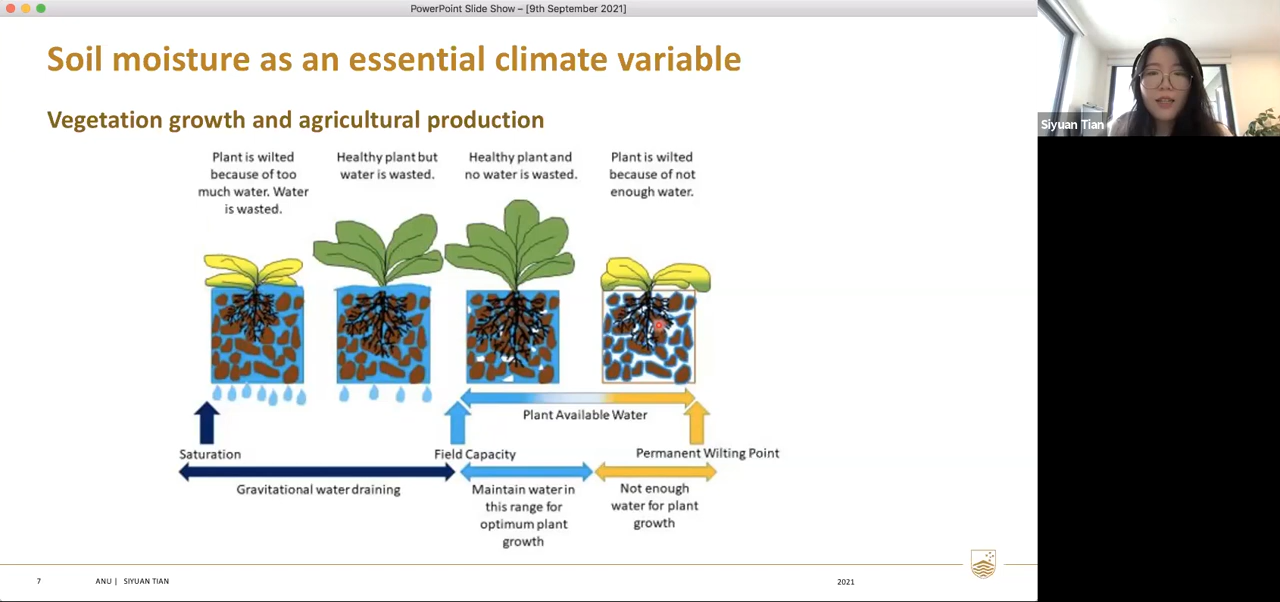 PowerPoint Slide Show – [9th September 2021]
Soil moisture as an essential climate variable
Siyuan Tian
Vegetation growth and agricultural production
Plant is wilted
because of too
much water. Water
is wasted.
Healthy plant but
water is wasted.
Healthy plant and
no water is wasted.
Plant is wilted
because of not
enough water.
Plant Available Water
Saturation
Field Capacity
Permanent Wilting Point
Gravitational water draining
Maintain water in
this range for
optimum plant
growth
Not enough
water for plant
growth
7
ANU | SIYUAN TIAN
2021